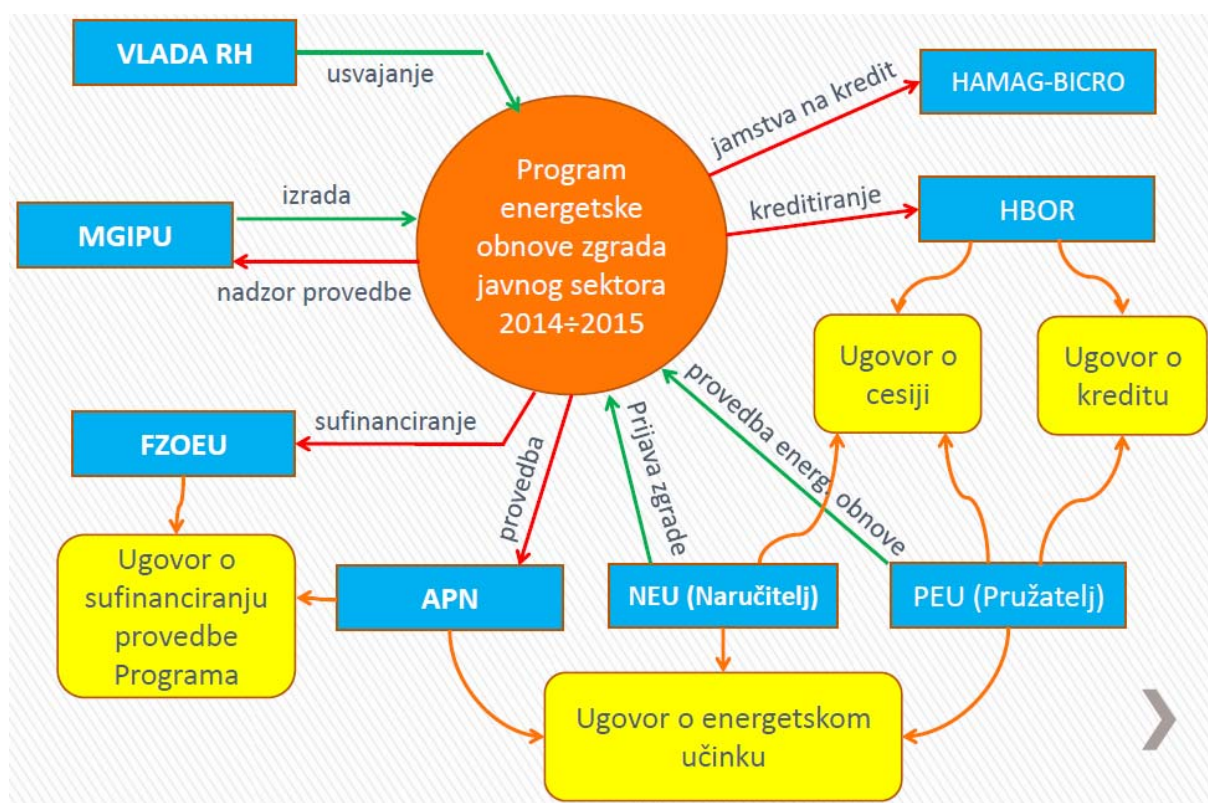 VLADA RH
usvajanje
HAMAG-BICRO
jamstva na kredit
Program
energetske
obnove zgrada
javnog sektora
2014÷2015
izrada
MGIPU
nadzor provedbe
kreditiranje
HBOR
Ugovor o
cesiji
Ugovor o
kreditu
sufinanciranje
FZOEU
provedba
Prijava zgrade
provedba energ. obnove
Ugovor o
sufinanciranju
provedbe
Programa
APN
NEU (Naručitelj)
PEU (Pružatelj)
Ugovor o energetskom
učinku